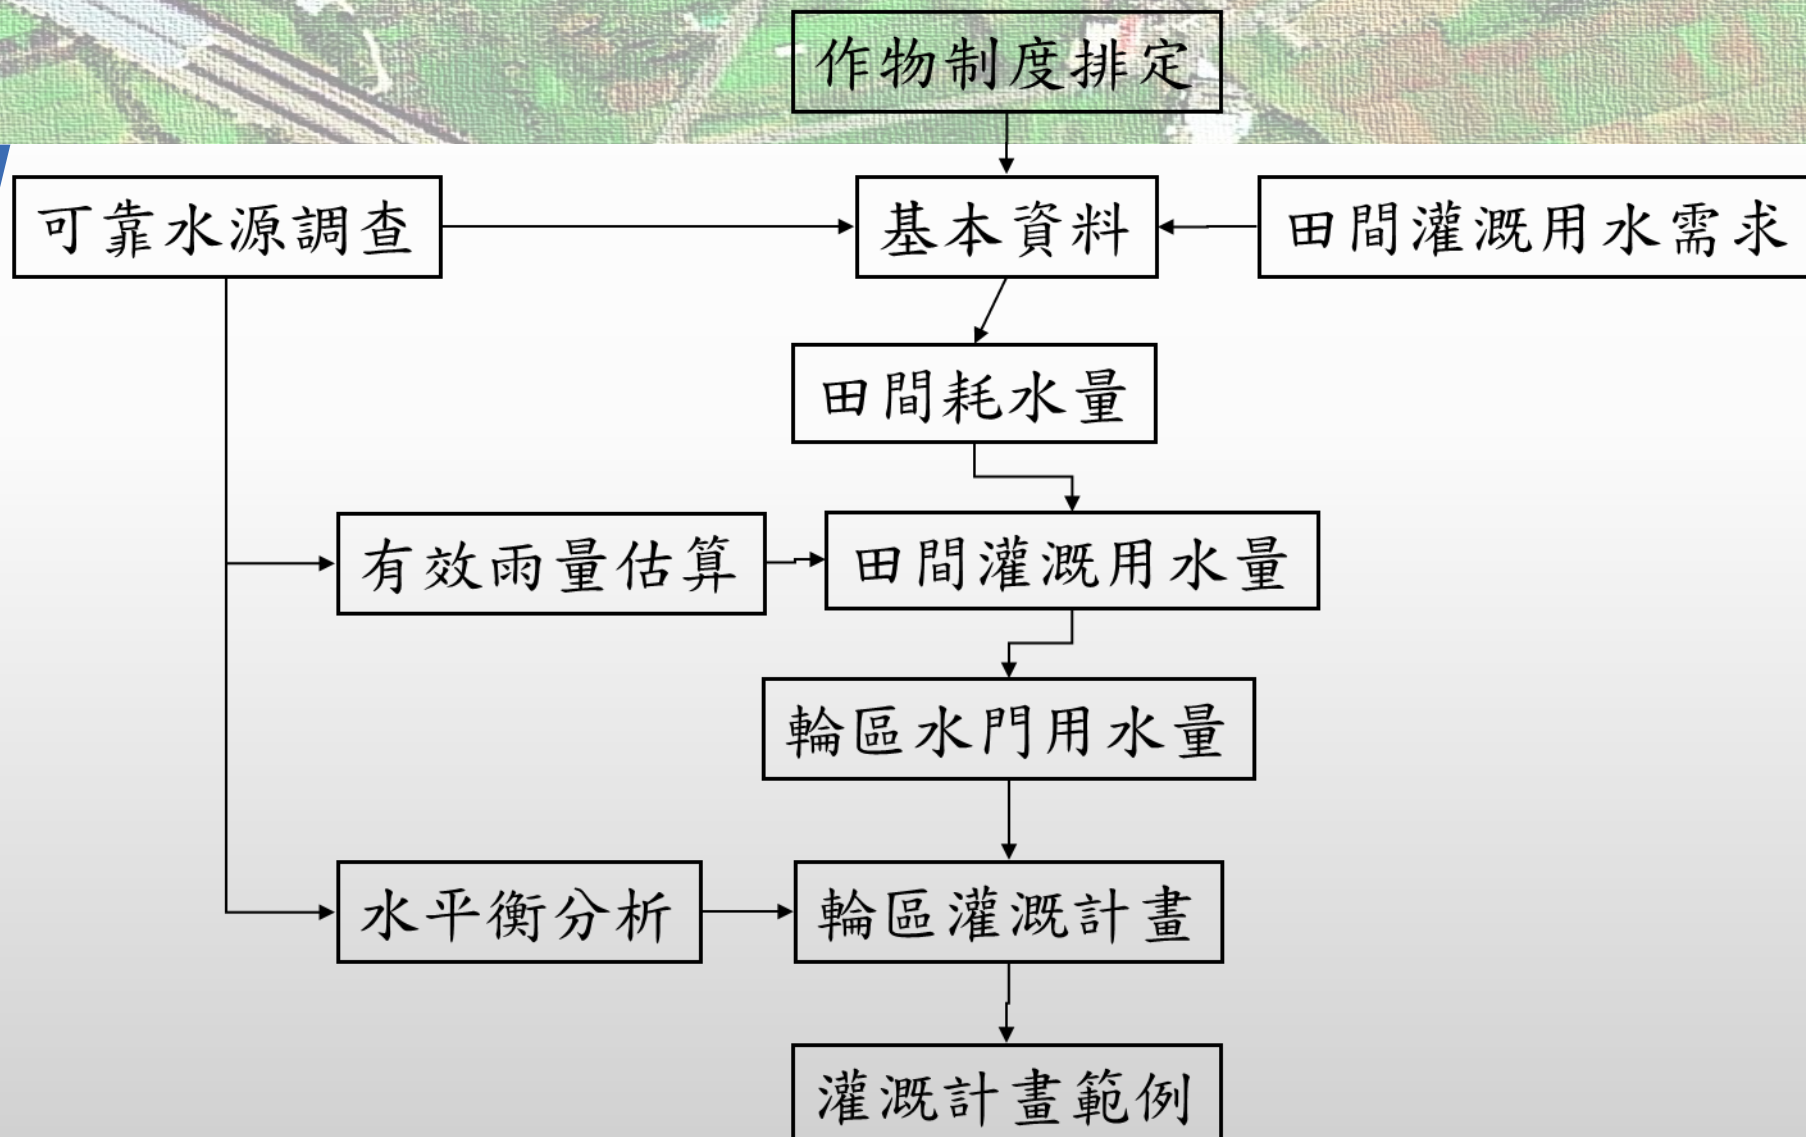 作物制度排定
可靠水源調查
基本資料
田間灌溉用水需求
田間耗水量
有效雨量估算
田間灌溉用水量
輪區水門用水量
水平衡分析
輪區灌溉計畫
灌溉計畫範例